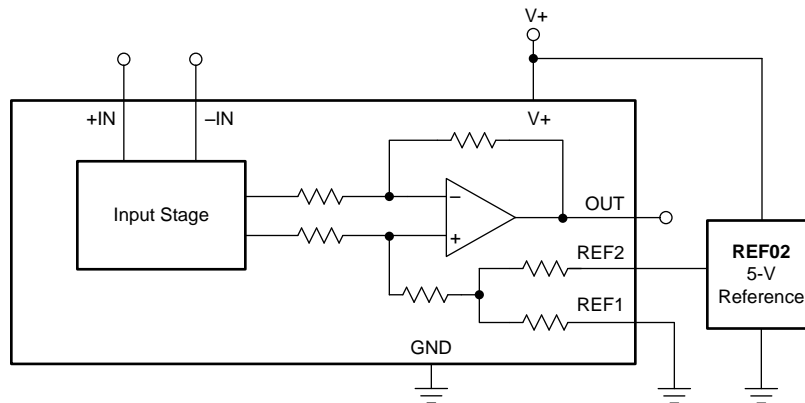 V+
+IN
–IN
V+
Input Stage
–
+
OUT
REF2
REF1
GND
REF02
5-V
Reference